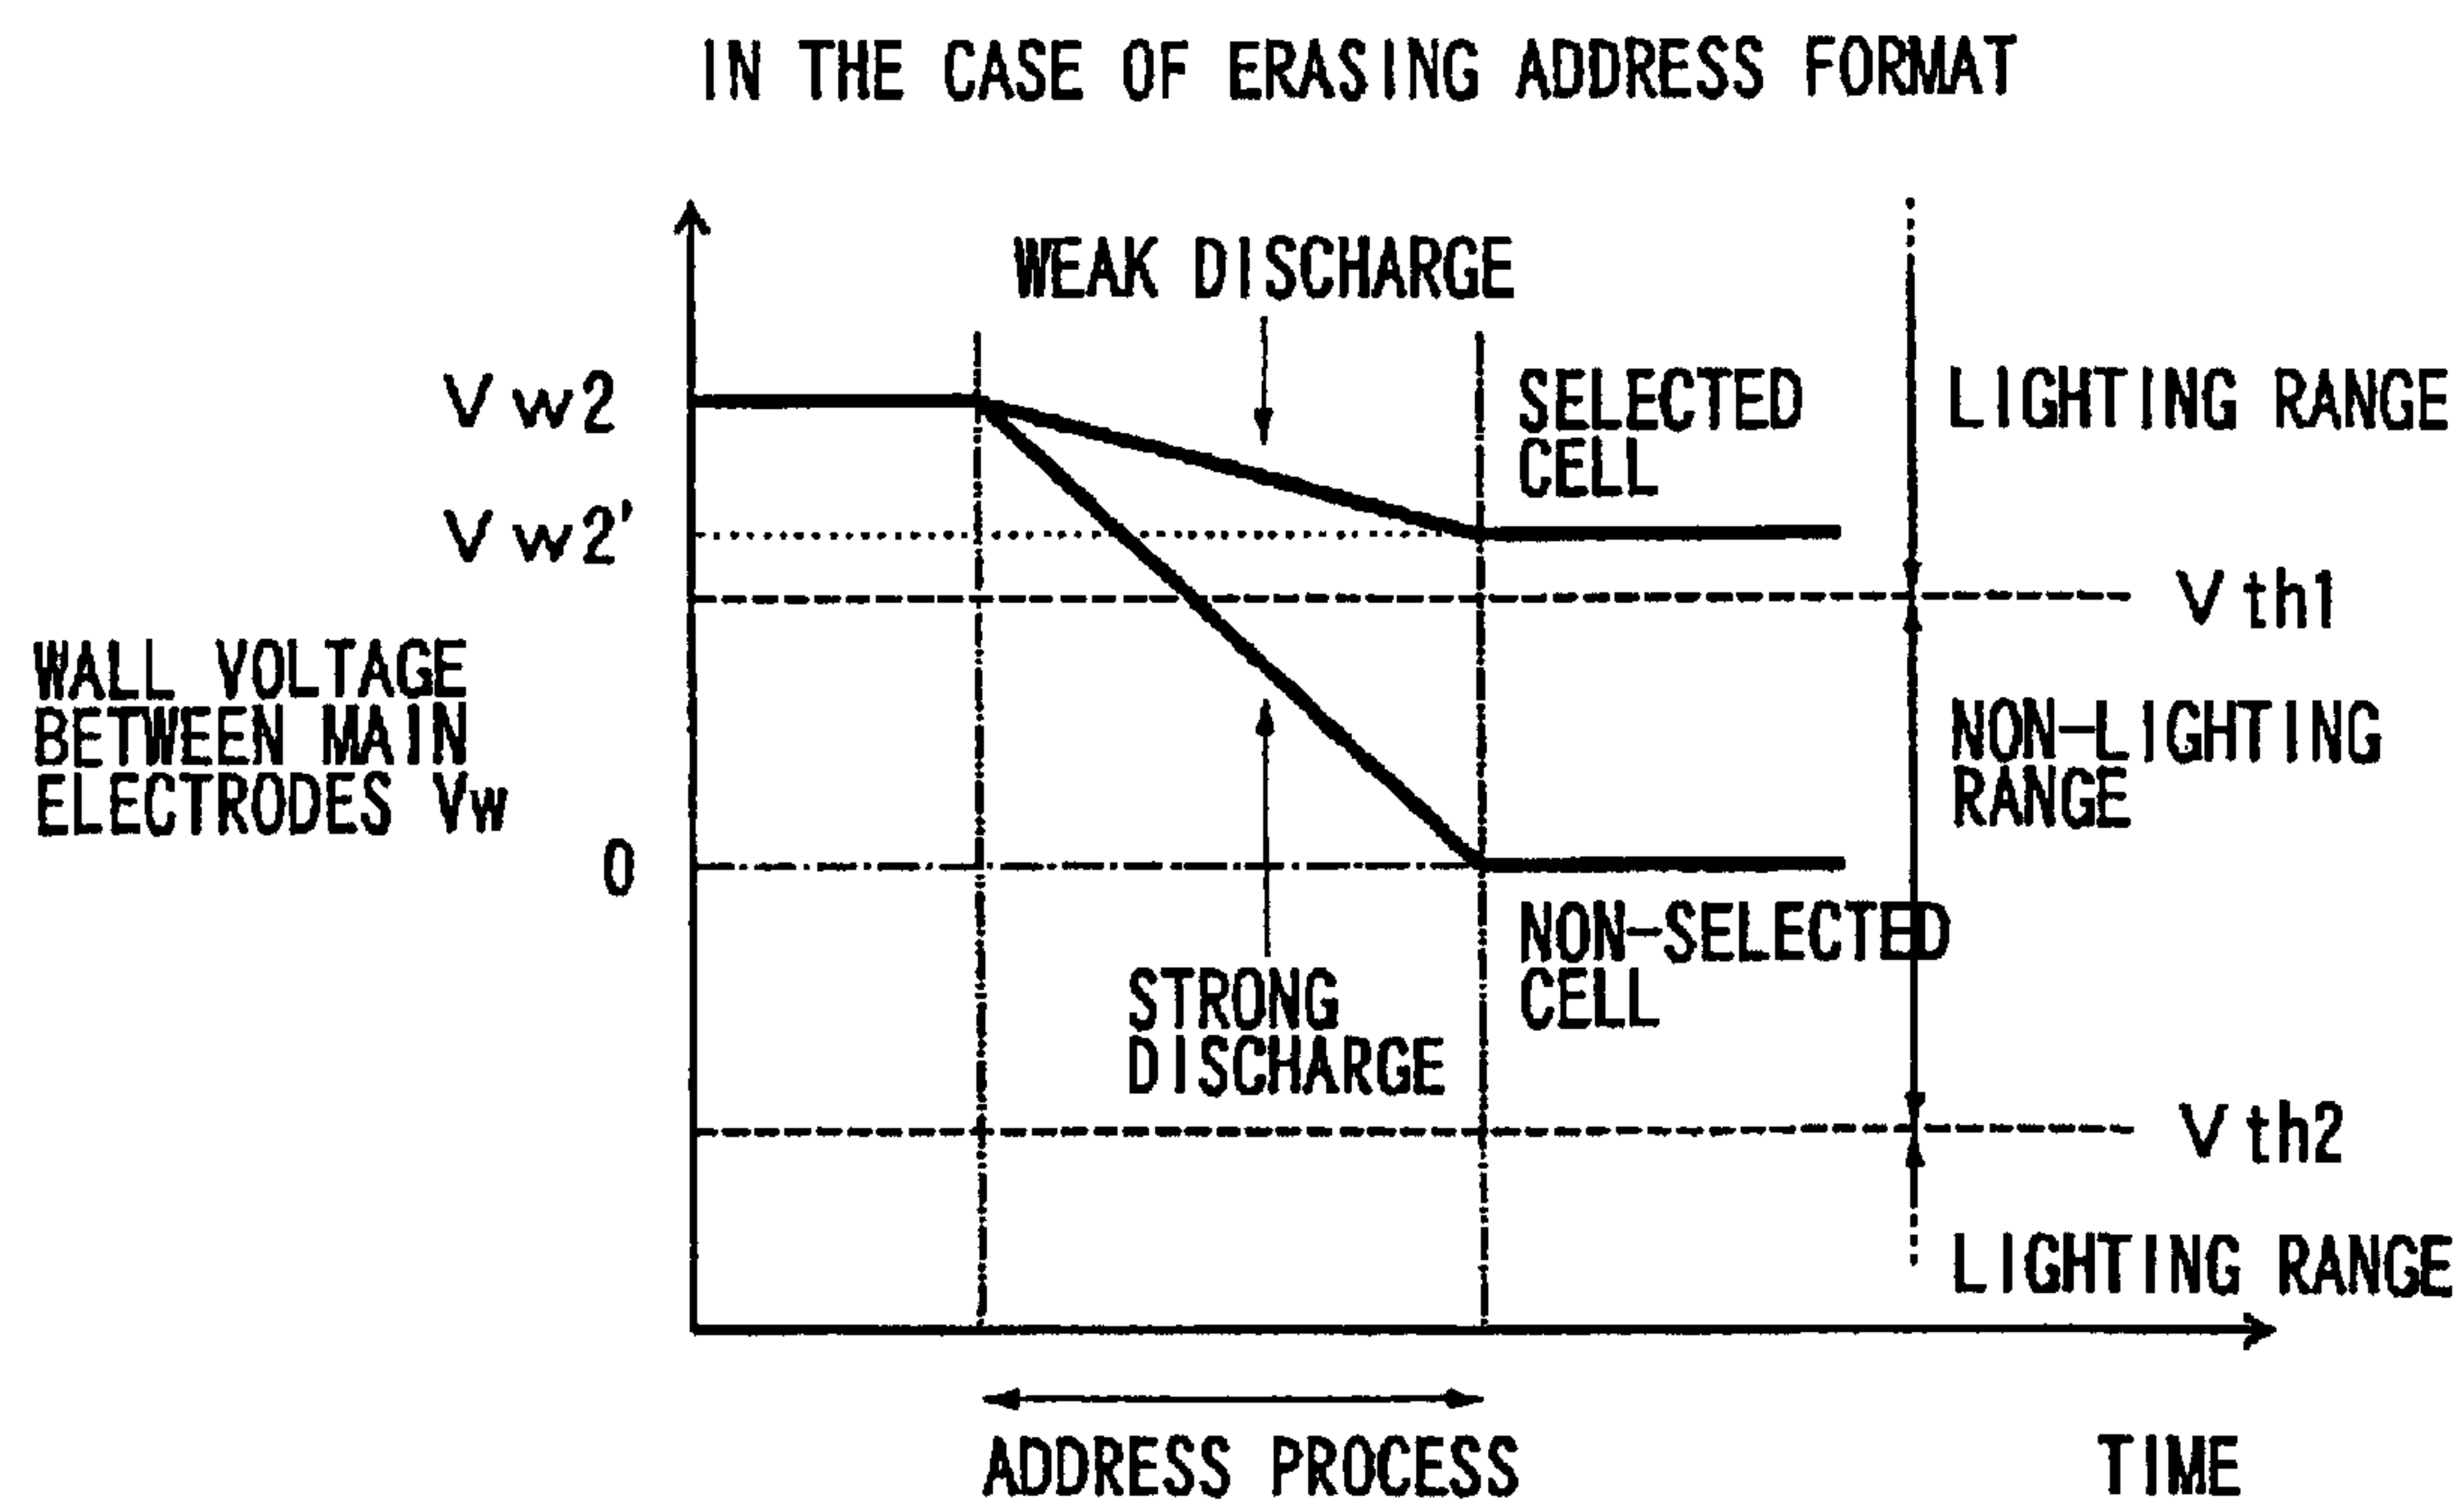 IN THE CASE OF ERASING ADDRESS FORMAT
WEAK DISCHARGE
Vw2
SELECTED
CELL
LIGHTING RANGE
Vw2'
Vth1
WALL VOLTAGE
BETWEEN MAIN
ELECTRODES Vw
NON-LIGHTING
RANGE
0
NON-SELECTED
CELL
STRONG
DISCHARGE
Vth2
LIGHTING RANGE
ADDRESS PROCESS
TIME